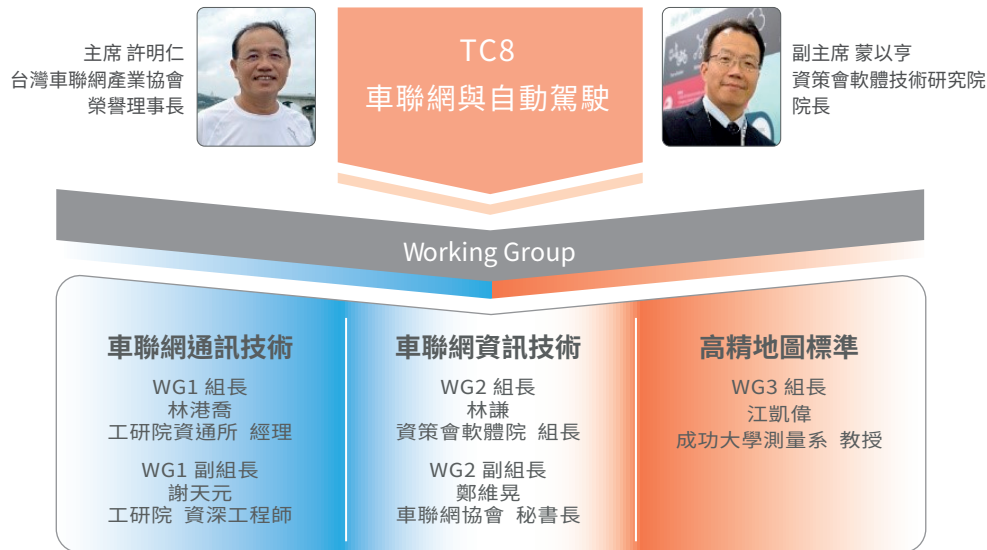 主席 許明仁
台灣車聯網產業協會
榮譽理事長
TC8
車聯網與自動駕駛
副主席 蒙以亨
資策會軟體技術研究院
院長
Working Group
車聯網通訊技術
WG1 組長
林港喬
工研院資通所 經理
WG1 副組長
謝天元
工研院 資深工程師
車聯網資訊技術
WG2 組長
林謙
資策會軟體院 組長
WG2 副組長
鄭維晃
車聯網協會 秘書長
高精地圖標準
WG3 組長
江凱偉
成功大學測量系 教授